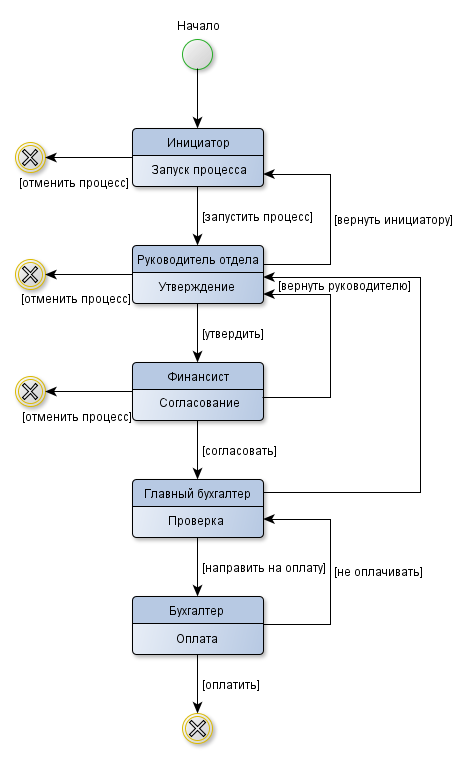 Начало
Инициатор
Запуск процесса
[отменить процесс]
[запустить процесс]
[вернуть инициатору]
Руководитель отдела
Утверждение
[вернуть руководителю]
[отменить процесс]
[утвердить]
Финансист
Согласование
[отменить процесс]
[согласовать]
Главный бухгалтер
Проверка
[направить на оплату]
[не оплачивать]
Бухгалтер
Оплата
[оплатить]